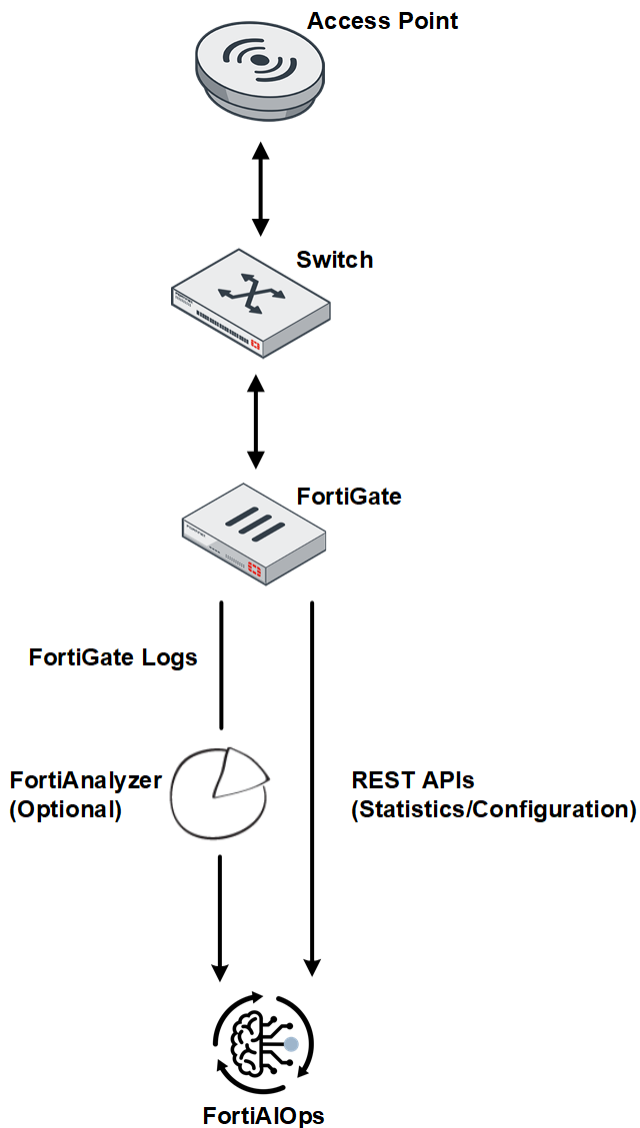 Access Point
Switch
FortiGate
FortiGate Logs
FortiAnalyzer
(Optional)
REST APIs
(Statistics/Configuration)
FortiAIOps